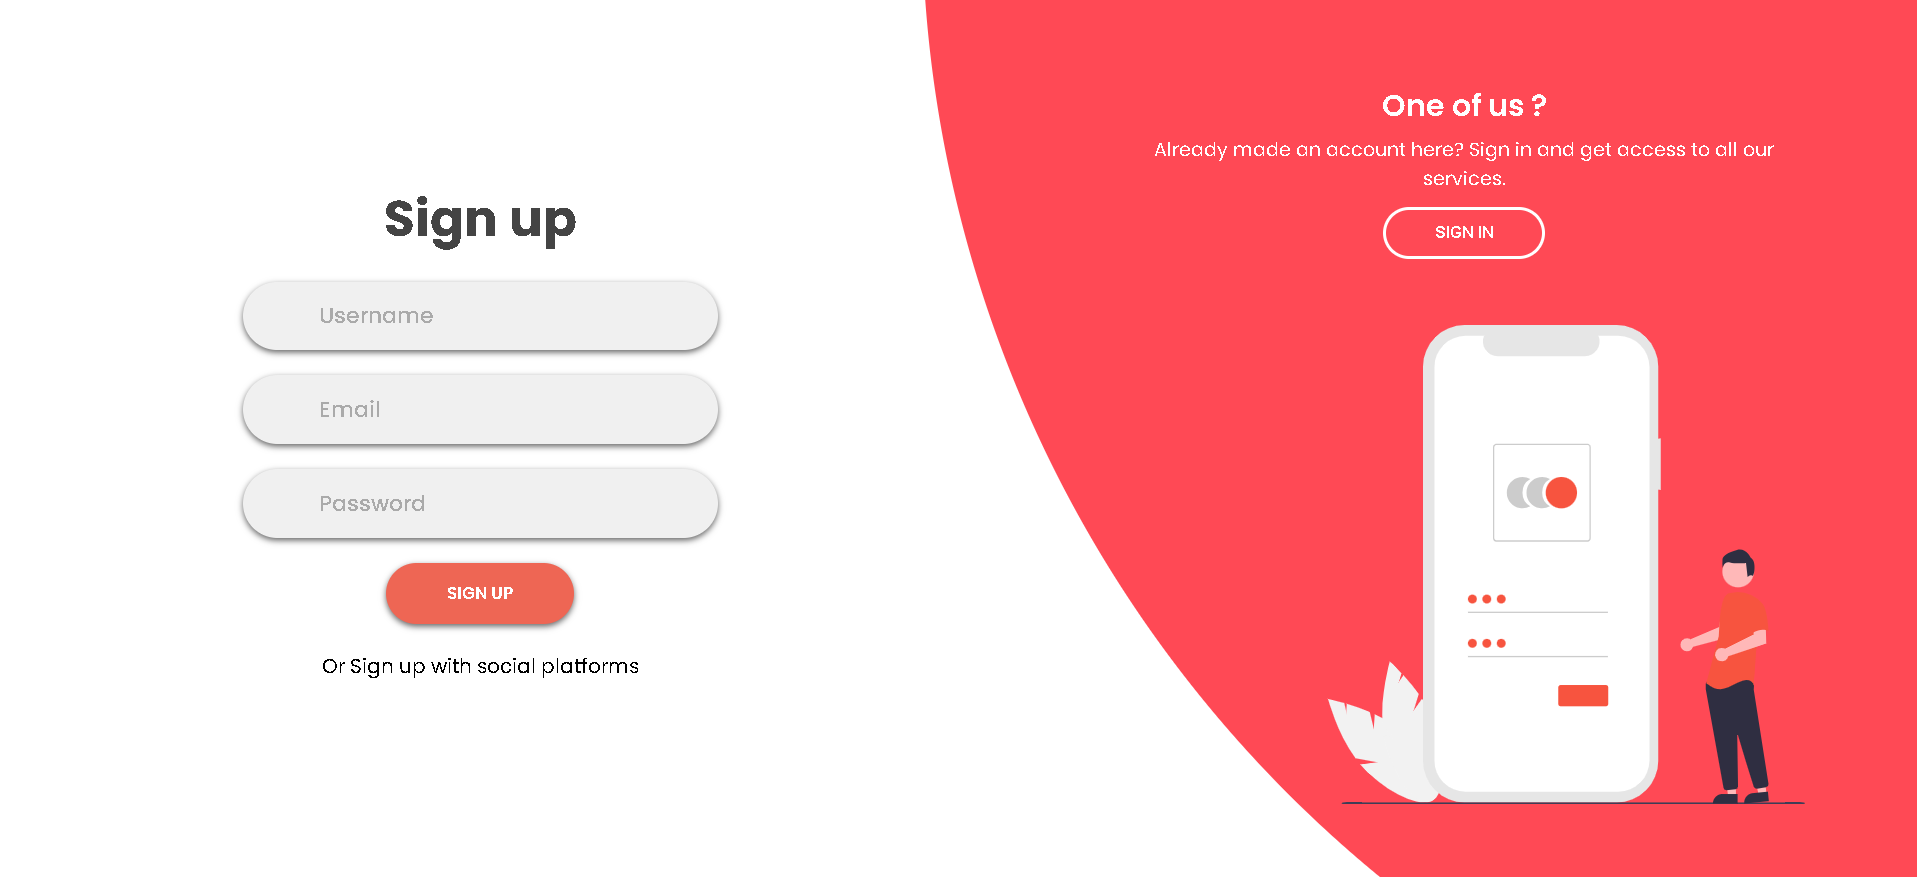 Sign up
Username
Email
Password
SIGN UP
Or Sign up with social platforms
One of us ?
Already made an account here? Sign in and get access to all our
services.
SIGN IN